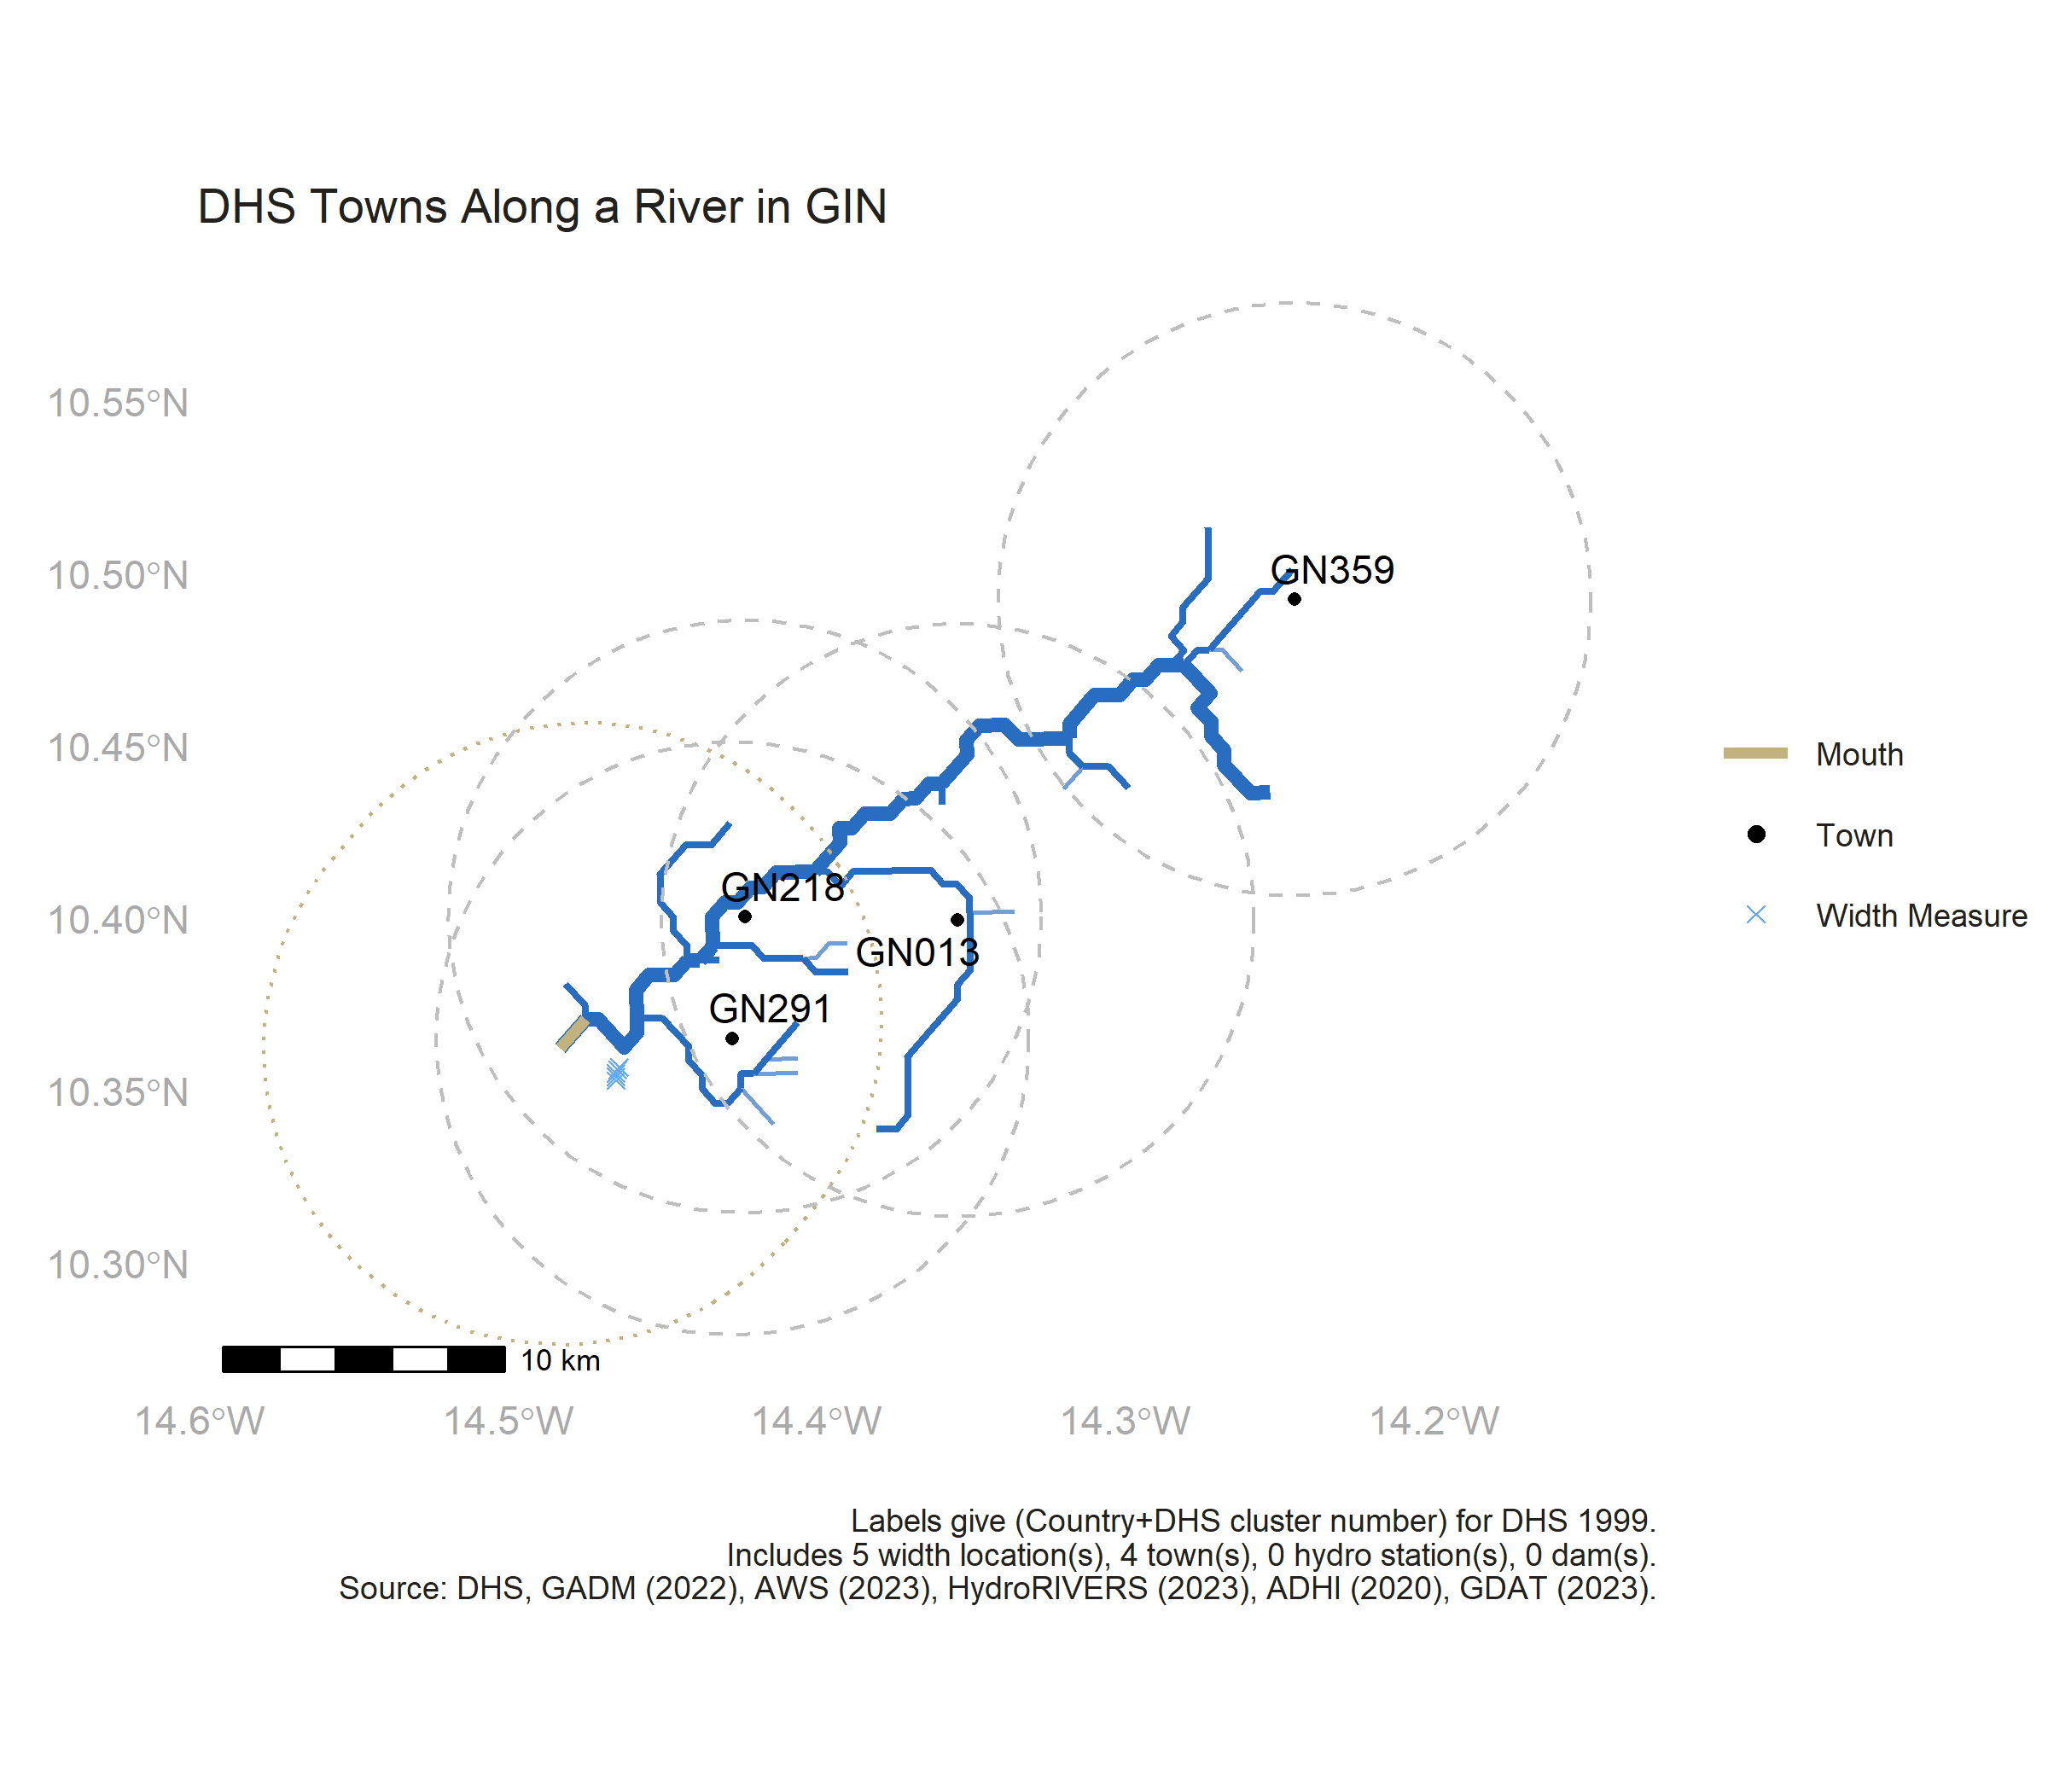 DHS Towns Along a River in GIN
10.55°N
10.50°N
10.45°N
10.40°N
10.35°N
10.30°N
GN359
GN218
GN013
GN291
Mouth
Town
Width Measure
10 km
14.6°W
14.5°W
14.4°W
14.3°W
14.2°W
Labels give (Country+DHS cluster number) for DHS 1999.
Includes 5 width location(s), 4 town(s), 0 hydro station(s), 0 dam(s).
Source: DHS, GADM (2022), AWS (2023), HydroRIVERS (2023), ADHI (2020), GDAT (2023).